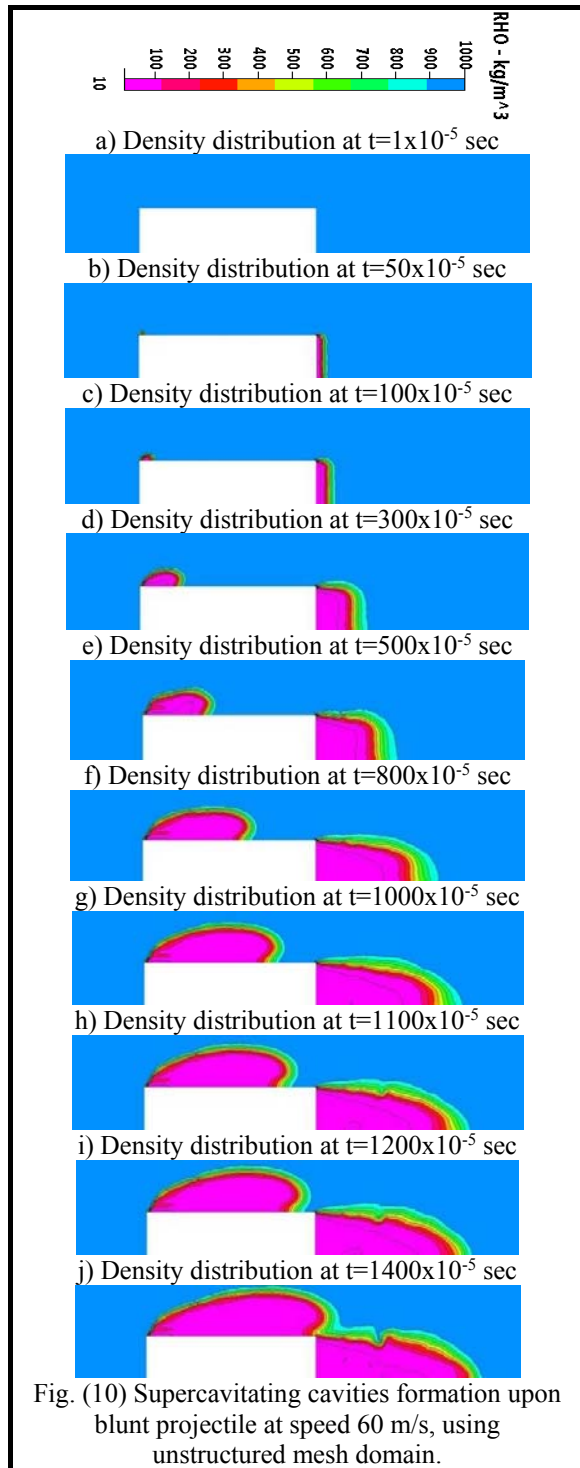 RHO - kg/m^3
10 100 200 300 400 500 600 700 800 900 1000
a) Density distribution at t=1x10⁻⁵ sec
b) Density distribution at t=50x10⁻⁵ sec
c) Density distribution at t=100x10⁻⁵ sec
d) Density distribution at t=300x10⁻⁵ sec
e) Density distribution at t=500x10⁻⁵ sec
f) Density distribution at t=800x10⁻⁵ sec
g) Density distribution at t=1000x10⁻⁵ sec
h) Density distribution at t=1100x10⁻⁵ sec
i) Density distribution at t=1200x10⁻⁵ sec
j) Density distribution at t=1400x10⁻⁵ sec
Fig. (10) Supercavitating cavities formation upon
blunt projectile at speed 60 m/s, using
unstructured mesh domain.